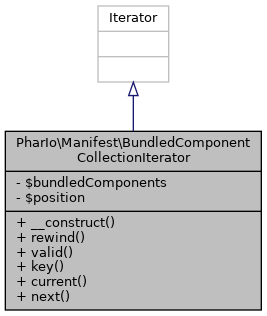 Iterator
PharIo\Manifest\BundledComponent
CollectionIterator
- $bundledComponents
- $position
+ __construct()
+ rewind()
+ valid()
+ key()
+ current()
+ next()